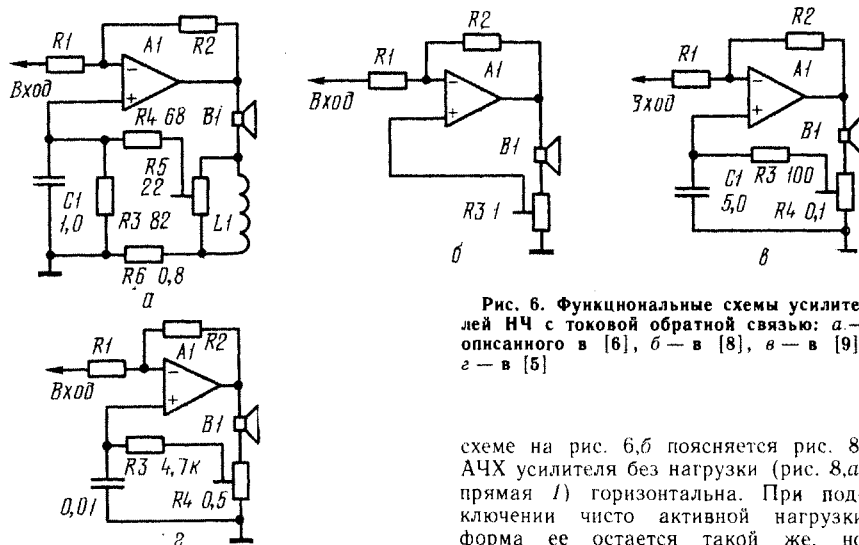 R1
R2
A1
Вход
R4 68
B1
R5
22
C1
1,0
R3 82
L1
R6 0,8
а
R1
R2
A1
Вход
B1
R3 1
б
R1
R2
A1
Вход
B1
C1
5,0
R3 100
R4 0,1
в
R1
R2
A1
Вход
B1
R3 4,7к
0,01
R4 0,5
г
Рис. 6. Функциональные схемы усилите-
лей НЧ с токовой обратной связью: а —
описанного в [6], б — в [8], в — в [9]
г — в [5]
схеме на рис. 6,б поясняется рис. 8
АЧХ усилителя без нагрузки (рис. 8,а
прямая 1) горизонтальна. При под-
ключении чисто активной нагрузки
форма ее остается такой же, но